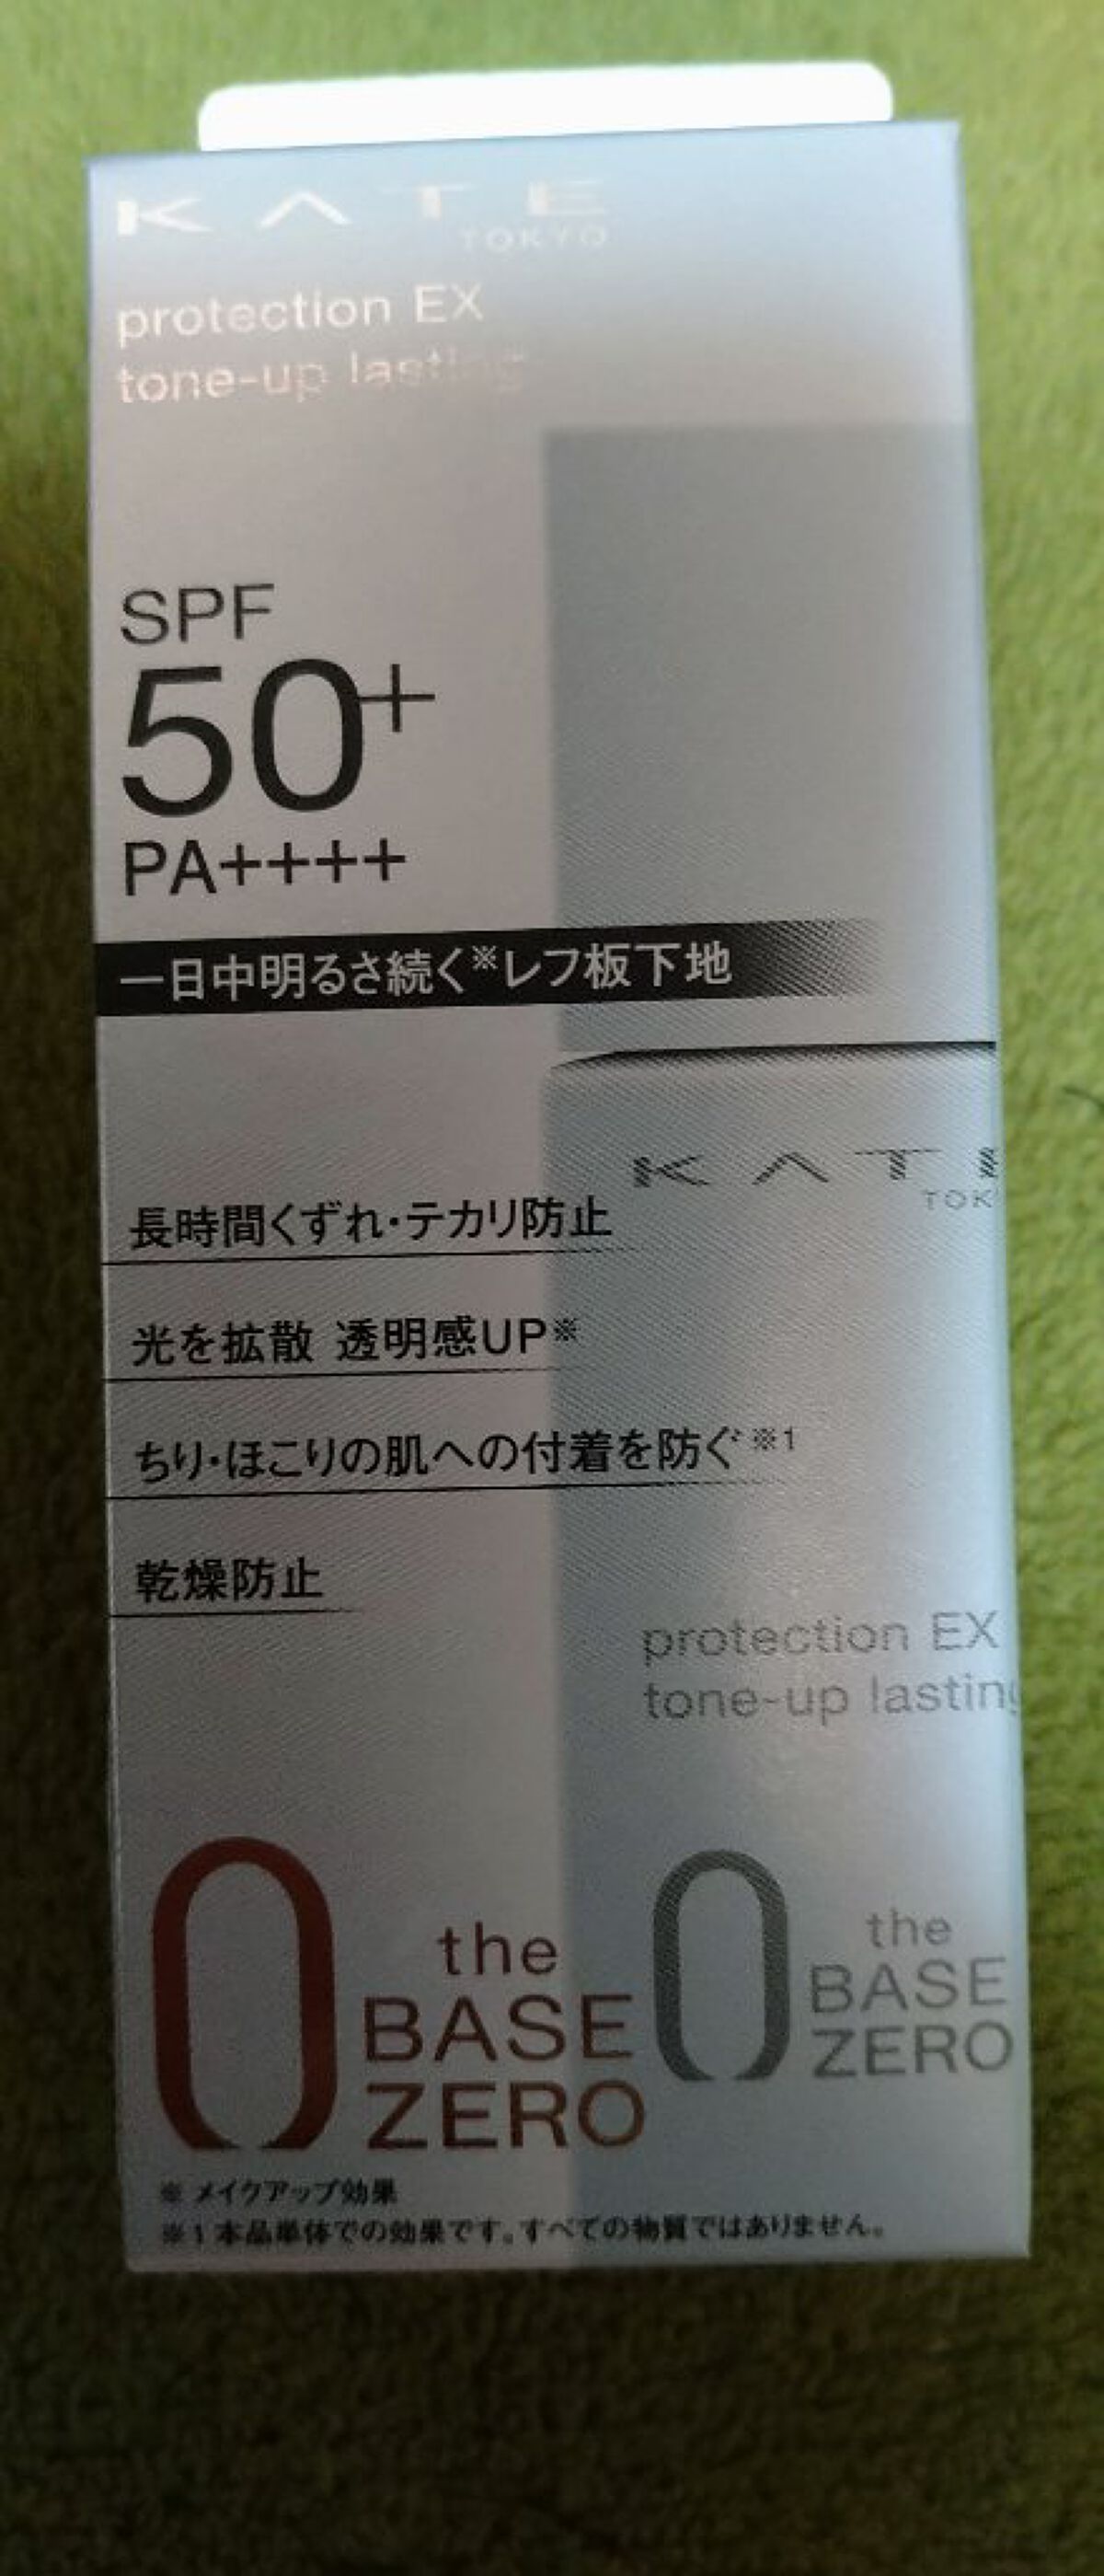 KATE
TOKYO
protection EX
tone-up lasting
SPF
50+
PA++++
一日中明るさ続く※レフ板下地
KATE
TOK
長時間くずれ・テカリ防止
光を拡散 透明感UP※
ちり・ほこりの肌への付着を防ぐ※1
乾燥防止
protection EX
tone-up lasting
0 the
BASE
ZERO
0 the
BASE
ZERO
※ メイクアップ効果
※1 本品単体での効果です。すべての物質ではありません。